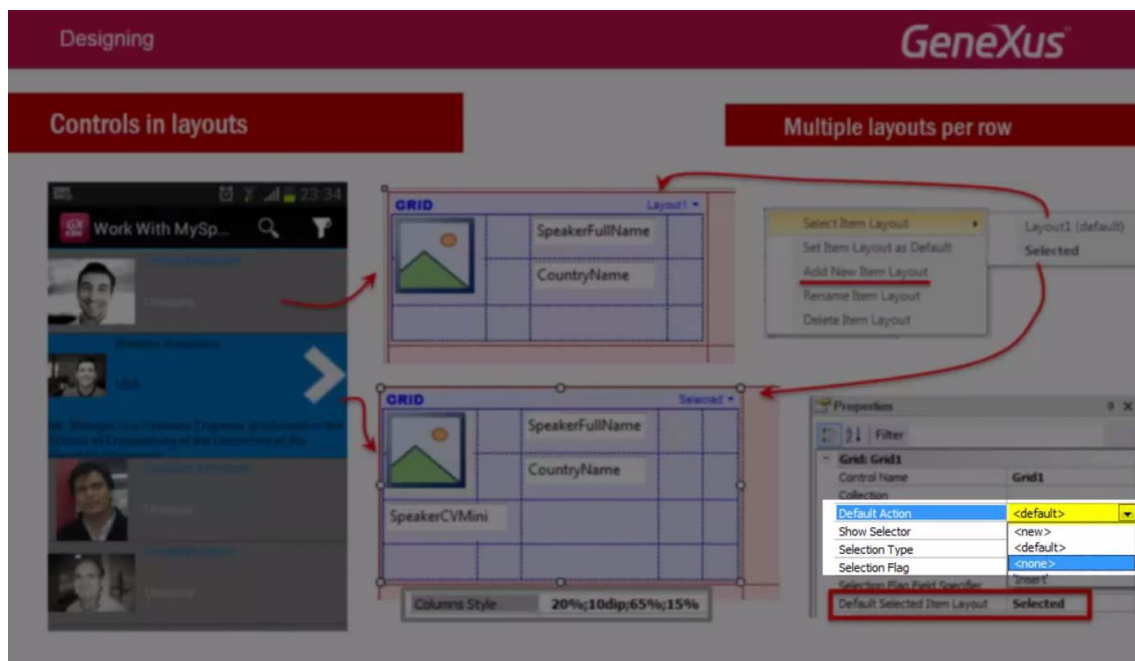 Designing
GeneXus
Controls in layouts
Multiple layouts per row
23:34
Work With MySp...
USA
GRID
Layout1
SpeakerFullName
CountryName
GRID
Selected
SpeakerFullName
CountryName
SpeakerCVMini
Columns Style 20%;10dip;65%;15%
Select Item Layout
Set Item Layout as Default
Add New Item Layout
Rename Item Layout
Delete Item Layout
Layout1 (default)
Selected
Properties
Filter
Grid: Grid1
Control Name Grid1
Collection
Default Action <default>
Show Selector <new>
Selection Type <default>
Selection Flag <none>
Selection Flag Field Specifier 'Insert'
Default Selected Item Layout Selected